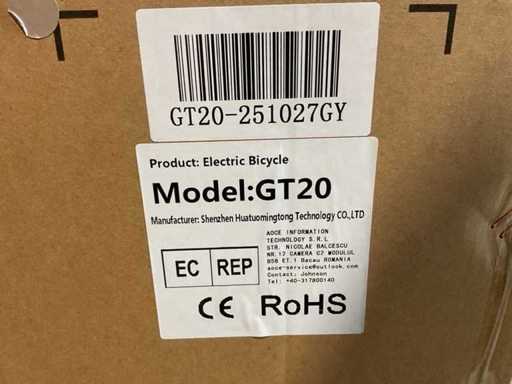 GT20-251027GY
Product: Electric Bicycle
Model:GT20
Manufacturer: Shenzhen Huatuomingtong Technology CO.,LTD
EC REP
AOCE INFORMATION
TECHNOLOGY S.R.L
STR. NICOLAE BALCESCU
NR.17 CAMERA C2 MODULUL
B58 ET.1 Bacau ROMANIA
aoce-service@outlook.com
Contact: Johnson
Tel: +40-317800140
CE RoHS